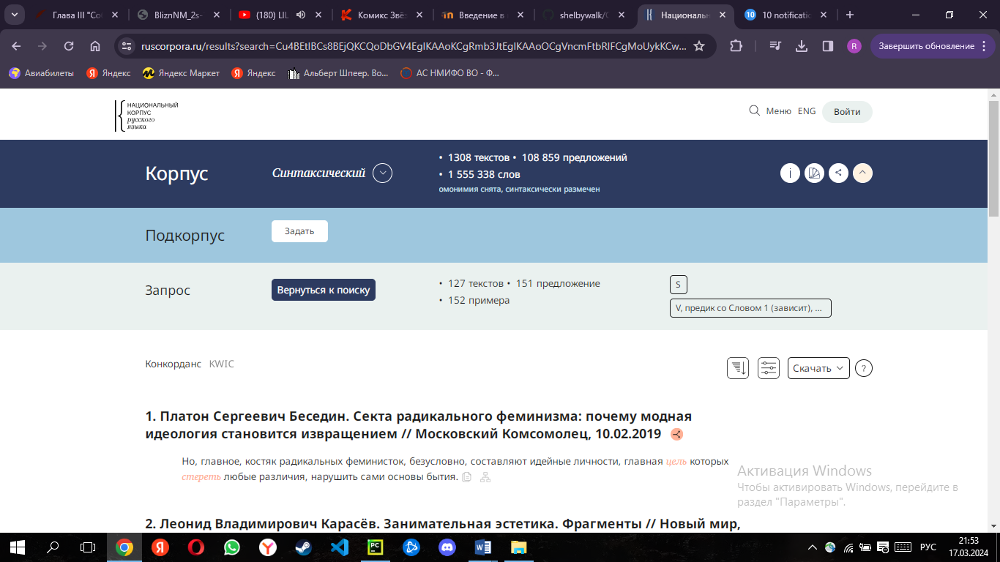 Глава III "Со
BliznNM_2s-
(180) ЦЦ
Комикс Звёз
Введение в
shelbywalk/
Национальн
10 notificatio
ruscorpora.ru/results?search=Cu4BEtIBCs8BEjQKCQoDbGV4EgIKAAoKCgRmb3JtEgIKAAoOCgVncmFtbRIFCgMoUykKCw...
R
Завершить обновление
Авиабилеты
Яндекс
Яндекс Маркет
Яндекс
Альберт Шпеер. Во...
АС НМИФО ВО - Ф...
НАЦИОНАЛЬНЫЙ
КОРПУС
русского
языка
Меню ENG Войти
Корпус
Синтаксический
• 1308 текстов • 108 859 предложений
• 1 555 338 слов
омонимия снята, синтаксически размечен
i
Подкорпус
Задать
Запрос
Вернуться к поиску
• 127 текстов • 151 предложение
• 152 примера
S
V, предик со Словом 1 (зависит), ...
Конкорданс KWIC
Скачать
?
1. Платон Сергеевич Беседин. Секта радикального феминизма: почему модная
идеология становится извращением // Московский Комсомолец, 10.02.2019
Но, главное, костяк радикальных феминисток, безусловно, составляют идейные личности, главная цель которых
стереть любые различия, нарушить сами основы бытия.
Активация Windows
Чтобы активировать Windows, перейдите в
раздел "Параметры".
2. Леонид Владимирович Карасёв. Занимательная эстетика. Фрагменты // Новый мир,
РУС
21:53
17.03.2024